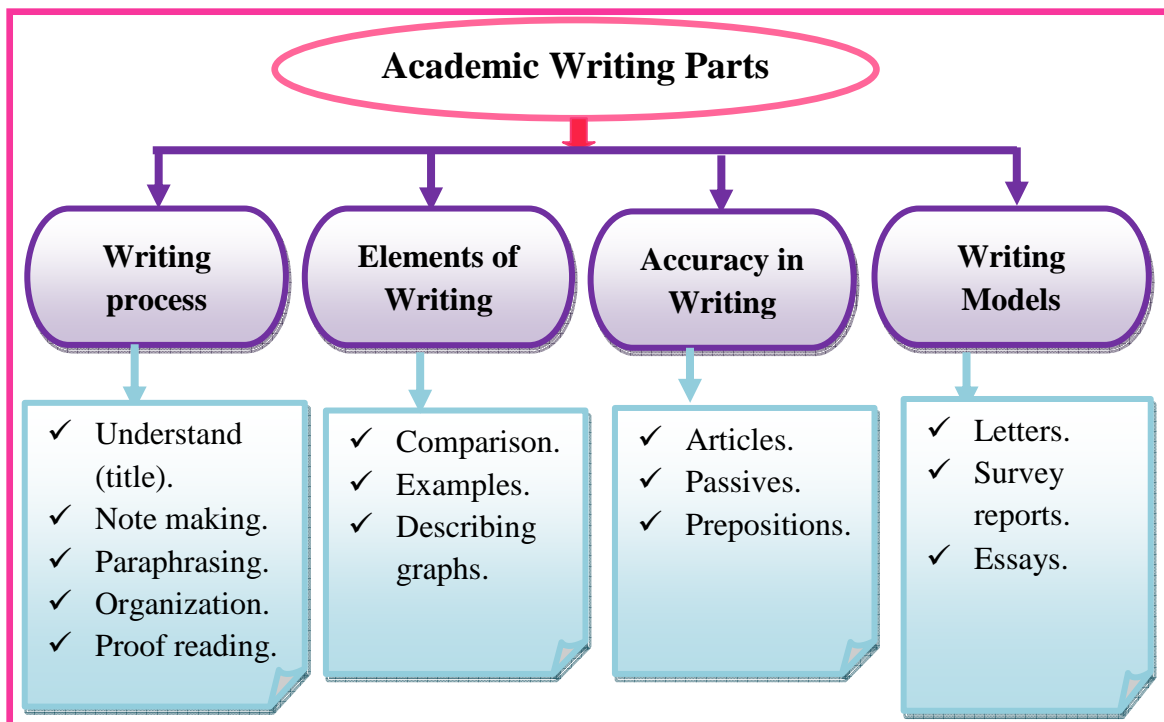 Academic Writing Parts
Writing
process
Elements of
Writing
Accuracy in
Writing
Writing
Models
✓ Understand
(title).
✓ Note making.
✓ Paraphrasing.
✓ Organization.
✓ Proof reading.
✓ Comparison.
✓ Examples.
✓ Describing
graphs.
✓ Articles.
✓ Passives.
✓ Prepositions.
✓ Letters.
✓ Survey
reports.
✓ Essays.